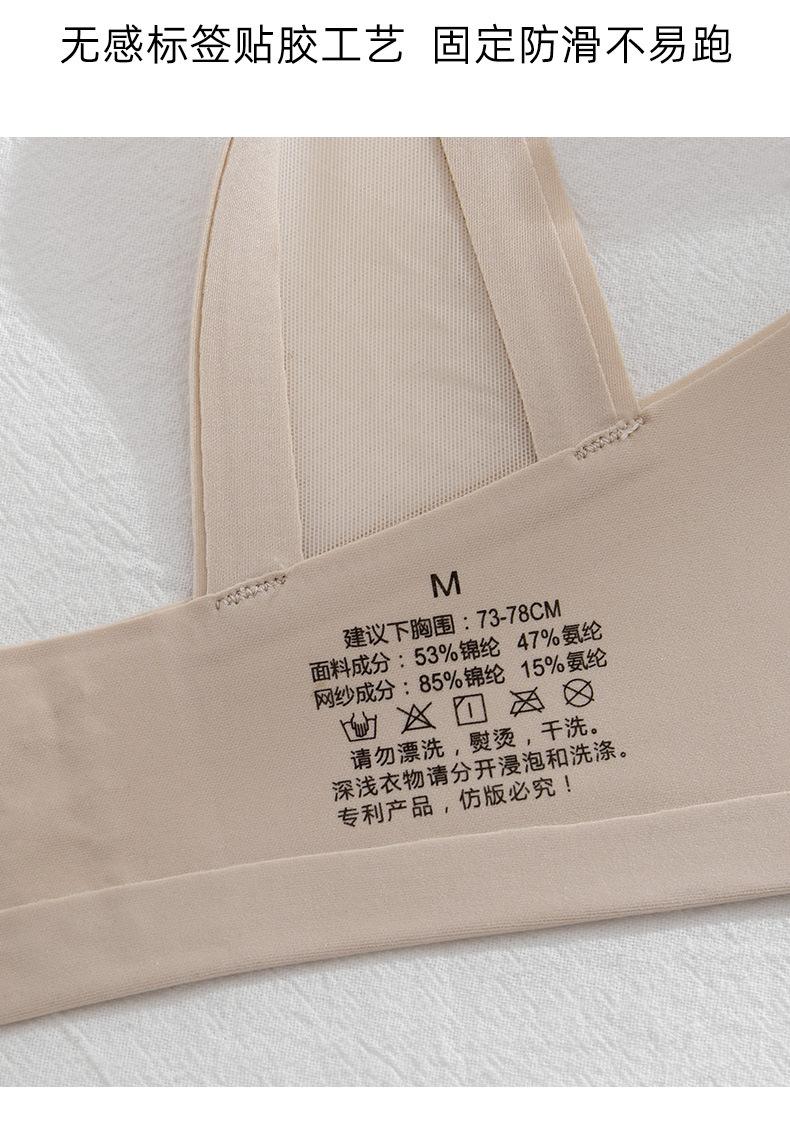 无感标签贴胶工艺 固定防滑不易跑
M
建议下胸围：73-78CM
面料成分：53%锦纶 47%氨纶
网纱成分：85%锦纶 15%氨纶
请勿漂洗，熨烫，干洗。
深浅衣物请分开浸泡和洗涤。
专利产品，仿版必究！